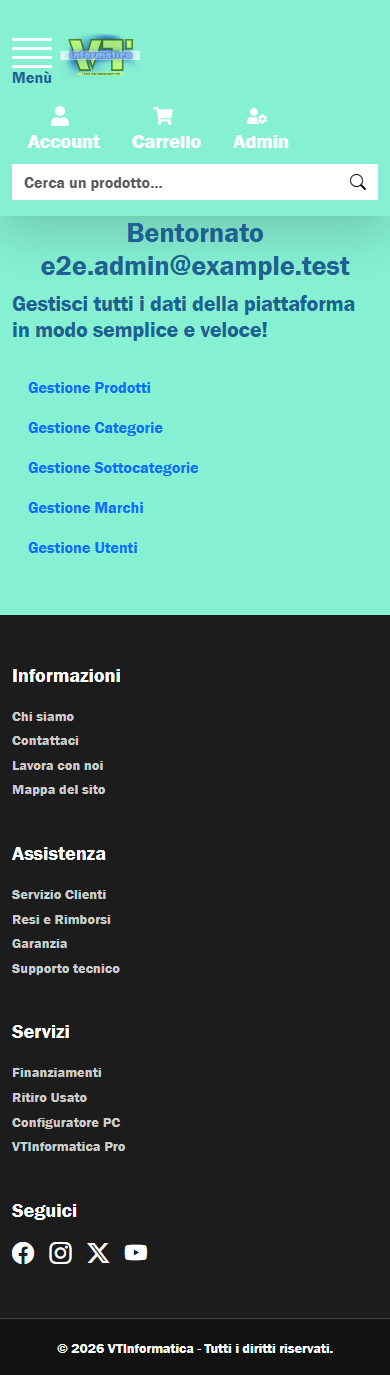 Menù
VTi
Informatica
Account
Carrello
Admin
Cerca un prodotto...
Bentornato
e2e.admin@example.test
Gestisci tutti i dati della piattaforma
in modo semplice e veloce!
Gestione Prodotti
Gestione Categorie
Gestione Sottocategorie
Gestione Marchi
Gestione Utenti
Informazioni
Chi siamo
Contattaci
Lavora con noi
Mappa del sito
Assistenza
Servizio Clienti
Resi e Rimborsi
Garanzia
Supporto tecnico
Servizi
Finanziamenti
Ritiro Usato
Configuratore PC
VTInformatica Pro
Seguici
© 2026 VTInformatica - Tutti i diritti riservati.